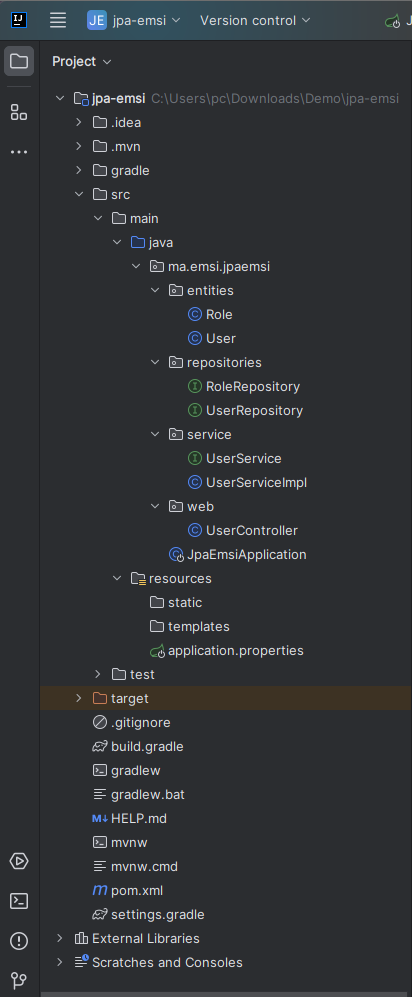 IJ JE jpa-emsi Version control J
Project
jpa-emsi C:\Users\pc\Downloads\Demo\jpa-emsi
.idea
.mvn
gradle
src
main
java
ma.emsi.jpaemsi
entities
C Role
C User
repositories
I RoleRepository
I UserRepository
service
I UserService
C UserServiceImpl
web
C UserController
C JpaEmsiApplication
resources
static
templates
application.properties
test
target
.gitignore
build.gradle
gradlew
gradlew.bat
M↓ HELP.md
mvnw
mvnw.cmd
m pom.xml
settings.gradle
External Libraries
Scratches and Consoles